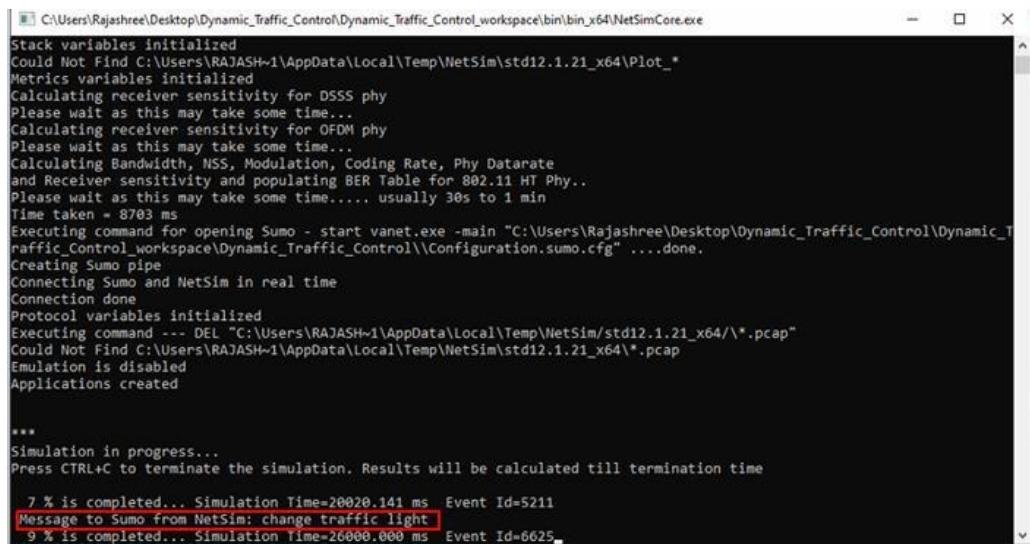 C:\Users\Rajashree\Desktop\Dynamic_Traffic_Control\Dynamic_Traffic_Control_workspace\bin\bin_x64\NetSimCore.exe
Stack variables initialized
Could Not Find C:\Users\RAJASH~1\AppData\Local\Temp\NetSim\std12.1.21_x64\Plot_*
Metrics variables initialized
Calculating receiver sensitivity for DSSS phy
Please wait as this may take some time...
Calculating receiver sensitivity for OFDM phy
Please wait as this may take some time...
Calculating Bandwidth, NSS, Modulation, Coding Rate, Phy Datarate
and Receiver sensitivity and populating BER Table for 802.11 HT Phy..
Please wait as this may take some time..... usually 30s to 1 min
Time taken = 8703 ms
Executing command for opening Sumo - start vanet.exe -main "C:\Users\Rajashree\Desktop\Dynamic_Traffic_Control\Dynamic_T
raffic_Control_workspace\Dynamic_Traffic_Control\\Configuration.sumo.cfg" ....done.
Creating Sumo pipe
Connecting Sumo and NetSim in real time
Connection done
Protocol variables initialized
Executing command --- DEL "C:\Users\RAJASH~1\AppData\Local\Temp\NetSim/std12.1.21_x64/\*.pcap"
Could Not Find C:\Users\RAJASH~1\AppData\Local\Temp\NetSim\std12.1.21_x64\*.pcap
Emulation is disabled
Applications created
***
Simulation in progress...
Press CTRL+C to terminate the simulation. Results will be calculated till termination time
7 % is completed... Simulation Time=20020.141 ms Event Id=5211
Message to Sumo from NetSim: change traffic light
9 % is completed... Simulation Time=26000.000 ms Event Id=6625